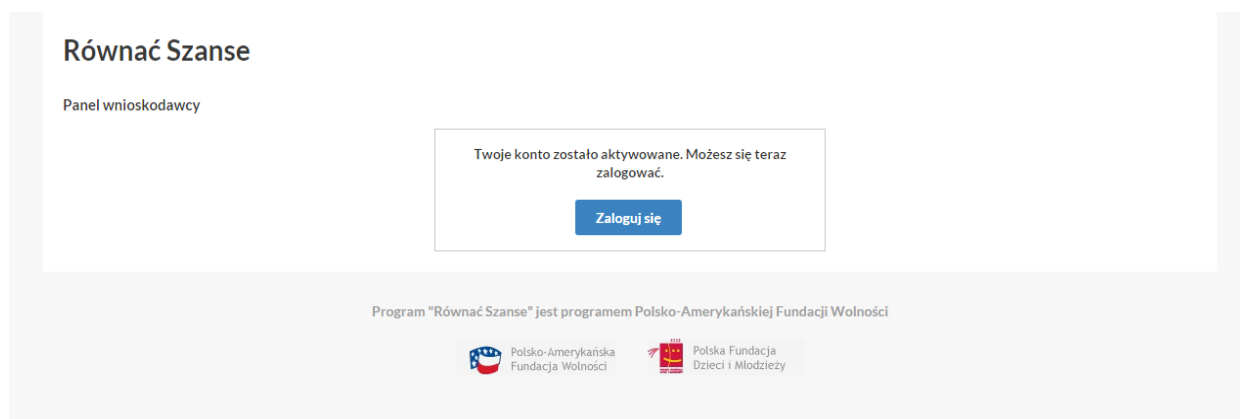 Równać Szanse
Panel wnioskodawcy
Twoje konto zostało aktywowane. Możesz się teraz
zalogować.
Zaloguj się
Program "Równać Szanse" jest programem Polsko-Amerykańskiej Fundacji Wolności
Polsko-Amerykańska
Fundacja Wolności
Polska Fundacja
Dzieci i Młodzieży